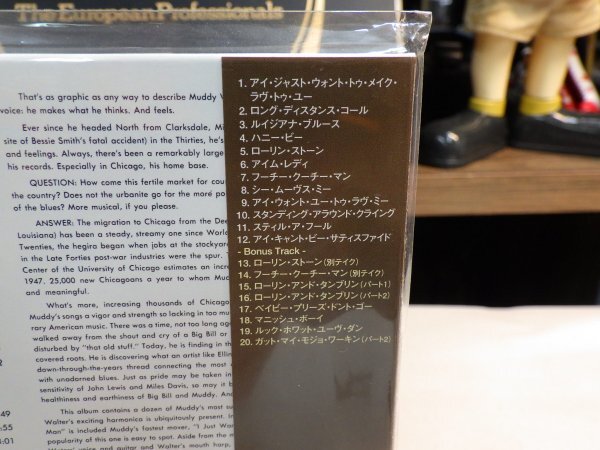 The European Professionals
That's as graphic as any way to describe Muddy W
voice: he makes what he thinks. And feels.
Ever since he headed North from Clarksdale, Mi
site of Bessie Smith's fatal accident) in the Thirties, he's
and feelings. Always, there's been a remarkably large
his records. Especially in Chicago, his home base.
QUESTION: How come this fertile market for cou
the country? Does not the urbanite go for the more po
of the blues? More musical, if you please.
ANSWER: The migration to Chicago from the Dee
Louisiana) has been a steady, streamy one since World
Twenties, the hegira began when jobs at the stockyard
in the Late Forties post-war industries were the spur.
Center of the University of Chicago estimates an increa
1947. 25,000 new Chicagoans a year to whom Mudd
and meaningful.
What's more, increasing thousands of Chicago
Muddy's songs a vigor and strength so lacking in too mu
rary American music. There was a time, not too long ago
walked away from the shout and cry of a Big Bill or
disturbed by "that old stuff." Today, he is finding in th
covered roots. He is discovering what an artist like Ellin
down-through-the-years thread connecting the most e
with unadorned blues. Just as pride may be taken in
sensitivity of John Lewis and Miles Davis, so may it b
healthiness and earthiness of Big Bill and Muddy. And
This album contains a dozen of Muddy's most su
Walter's exciting harmonica is ubiquitously present. In
Man" is included Muddy's fastest mover, "I Just Wan
popularity of this one is easy to spot. Aside from the m
Waters' voice and guitar and Walter's mouth harp,
:49
:55
4:01
1. アイ・ジャスト・ウォント・トゥ・メイク・
ラヴ・トゥ・ユー
2. ロング・ディスタンス・コール
3. ルイジアナ・ブルース
4. ハニー・ビー
5. ローリン・ストーン
6. アイム・レディ
7. フーチー・クーチー・マン
8. シー・ムーヴス・ミー
9. アイ・ウォント・ユー・トゥ・ラヴ・ミー
10. スタンディング・アラウンド・クライング
11. スティル・ア・フール
12. アイ・キャント・ビー・サティスファイド
- Bonus Track -
13. ローリン・ストーン(別テイク)
14. フーチー・クーチー・マン(別テイク)
15. ローリン・アンド・タンブリン(パート1)
16. ローリン・アンド・タンブリン(パート2)
17. ベイビー・プリーズ・ドント・ゴー
18. マニッシュ・ボーイ
19. ルック・ホワット・ユーヴ・ダン
20. ガット・マイ・モジョ・ワーキン(パート2)